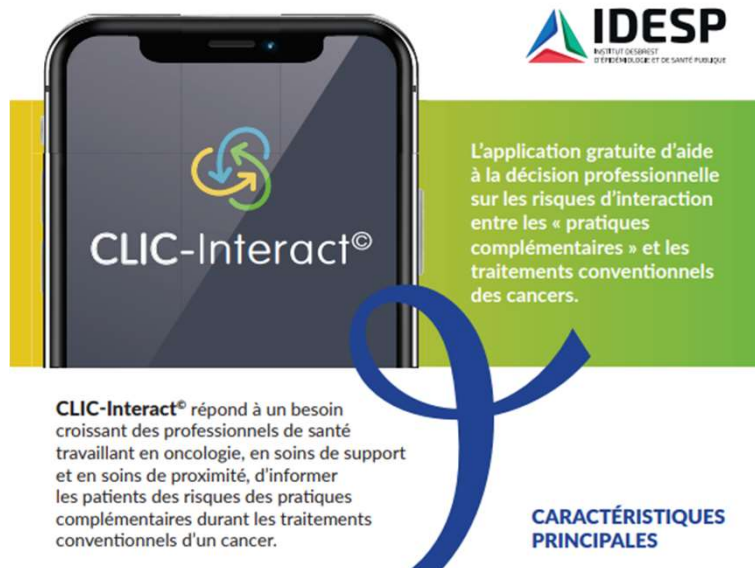 IDESP
INSTITUT DESBREST
D'ÉPIDÉMIOLOGIE ET DE SANTÉ PUBLIQUE
CLIC-Interact©
L'application gratuite d'aide
à la décision professionnelle
sur les risques d'interaction
entre les « pratiques
complémentaires » et les
traitements conventionnels
des cancers.
CLIC-Interact© répond à un besoin
croissant des professionnels de santé
travaillant en oncologie, en soins de support
et en soins de proximité, d'informer
les patients des risques des pratiques
complémentaires durant les traitements
conventionnels d'un cancer.
CARACTÉRISTIQUES
PRINCIPALES